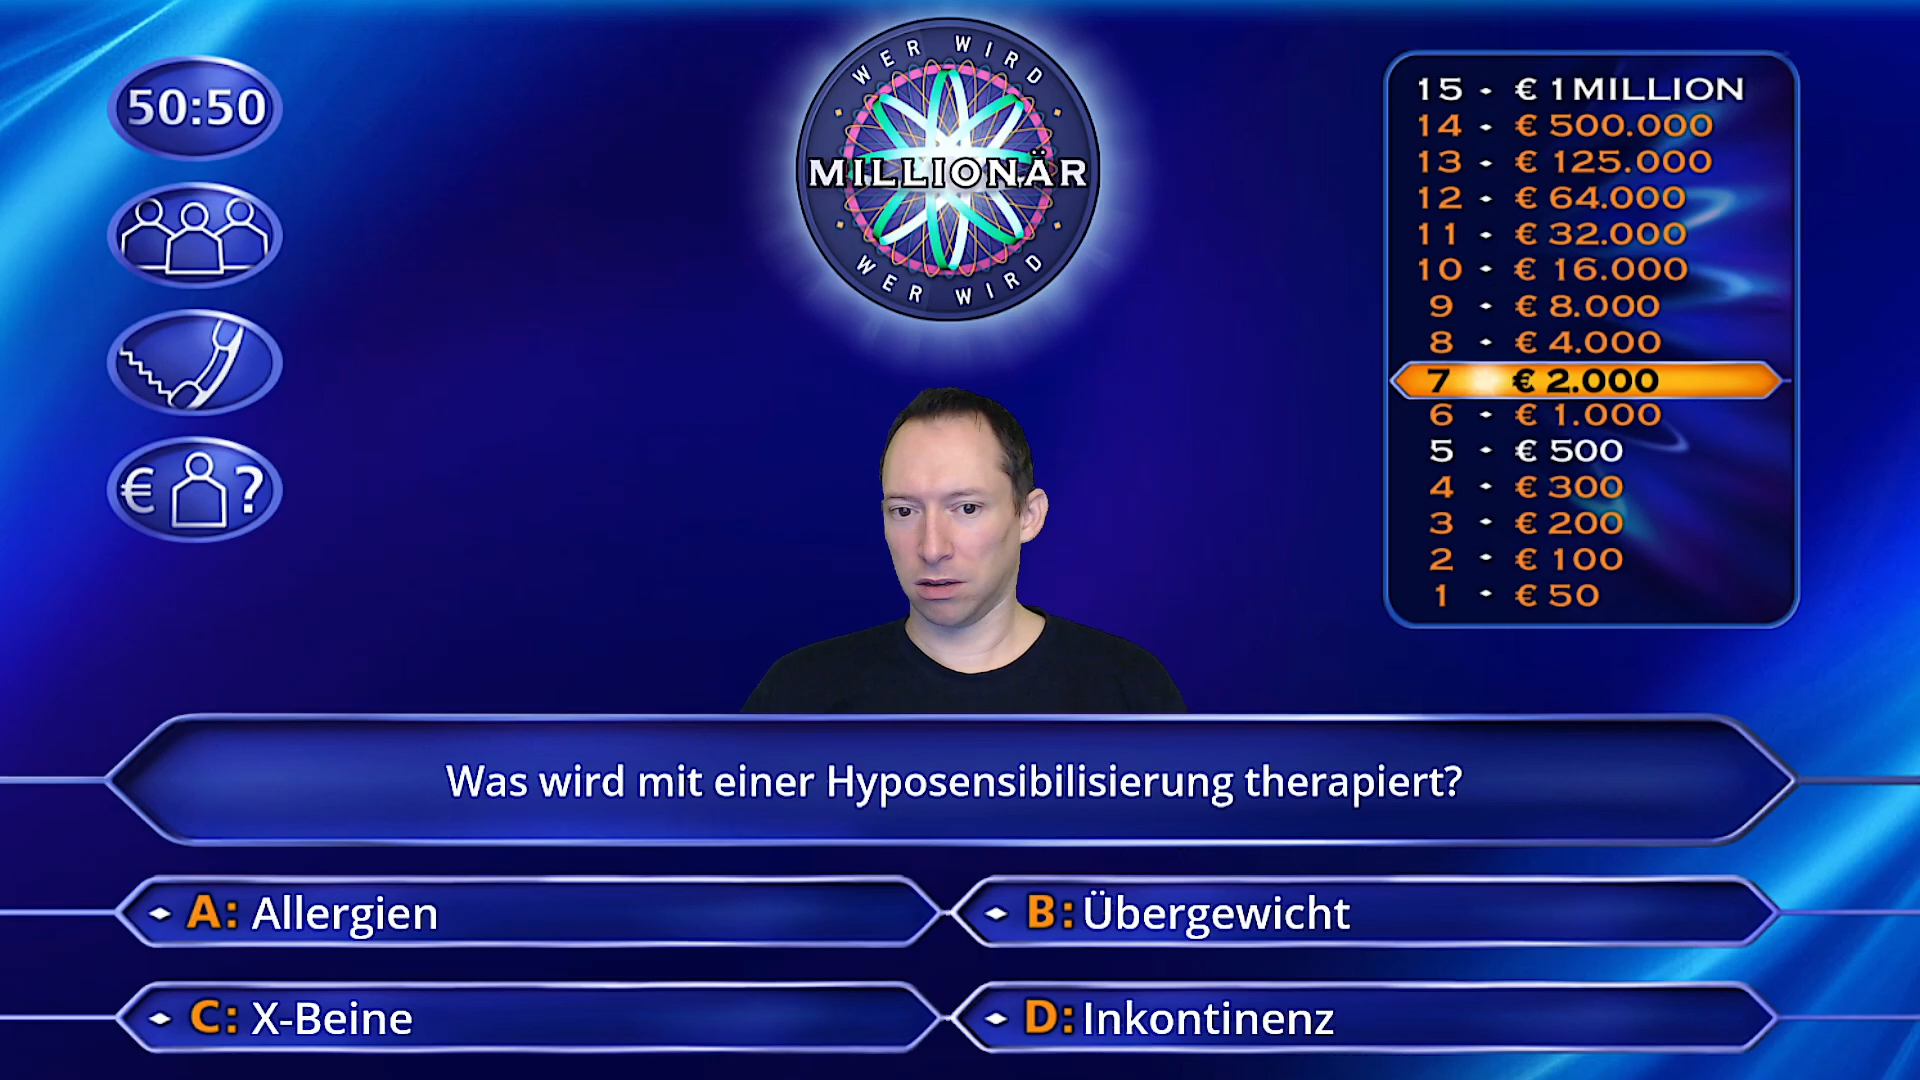 50:50
€ ?
WER WIRD
MILLIONÄR
WER WIRD
15 · € 1 MILLION
14 · € 500.000
13 · € 125.000
12 · € 64.000
11 · € 32.000
10 · € 16.000
9 · € 8.000
8 · € 4.000
7 € 2.000
6 · € 1.000
5 · € 500
4 · € 300
3 · € 200
2 · € 100
1 · € 50
Was wird mit einer Hyposensibilisierung therapiert?
A: Allergien
B: Übergewicht
C: X-Beine
D: Inkontinenz